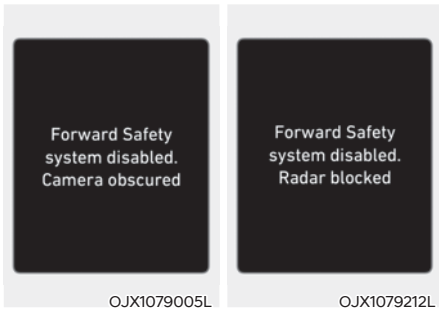 Forward Safety
system disabled.
Camera obscured
OJX1079005L
Forward Safety
system disabled.
Radar blocked
OJX1079212L